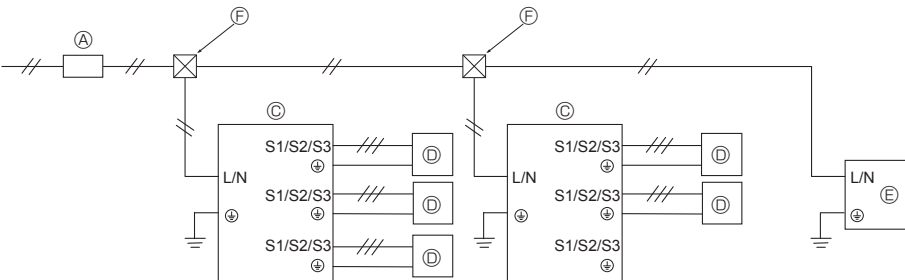 Ⓕ Ⓕ
Ⓐ
Ⓒ Ⓒ
S1/S2/S3 Ⓓ S1/S2/S3 Ⓓ
L/N L/N L/N
S1/S2/S3 Ⓓ S1/S2/S3 Ⓓ Ⓔ
S1/S2/S3 Ⓓ S1/S2/S3